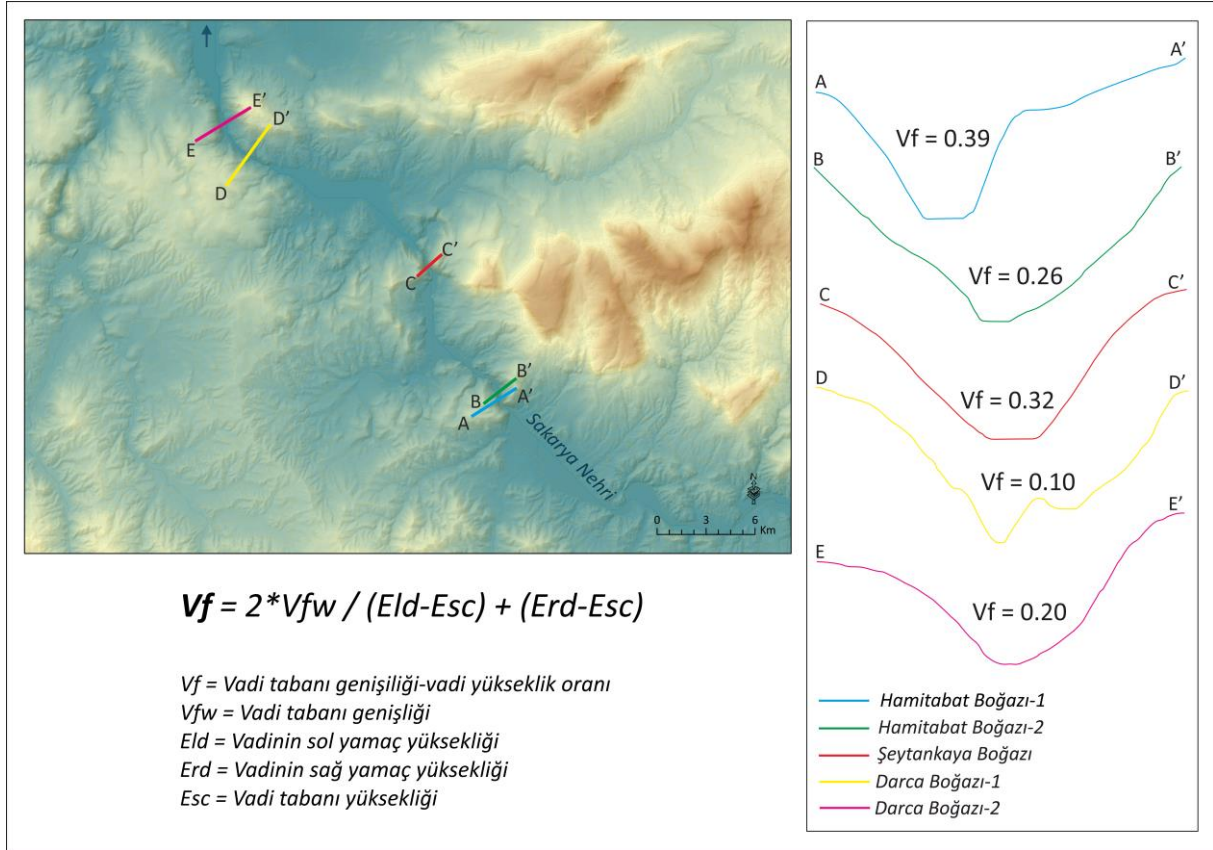 E'
D'
E
D
C'
C
B'
B
A'
A
Sakarya Nehri
N
0 3 6
Km
Vf = 2*Vfw / (Eld-Esc) + (Erd-Esc)
Vf = Vadi tabanı genişiliği-vadi yükseklik oranı
Vfw = Vadi tabanı genişliği
Eld = Vadinin sol yamaç yüksekliği
Erd = Vadinin sağ yamaç yüksekliği
Esc = Vadi tabanı yüksekliği
A'
A
Vf = 0.39
B B'
Vf = 0.26
C C'
Vf = 0.32
D D'
Vf = 0.10
E'
E
Vf = 0.20
Hamitabat Boğazı-1
Hamitabat Boğazı-2
Şeytankaya Boğazı
Darca Boğazı-1
Darca Boğazı-2